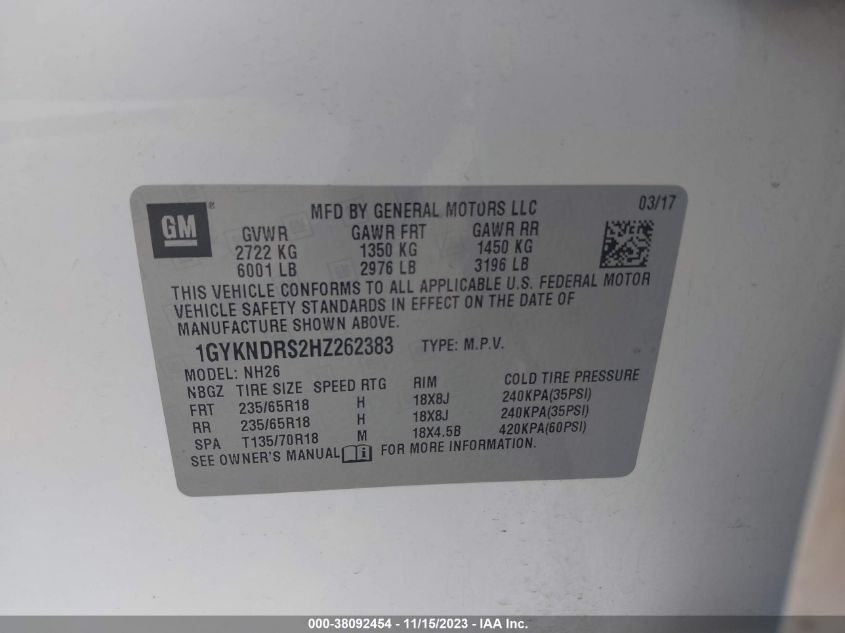 GM ®
MFD BY GENERAL MOTORS LLC 03/17
GVWR GAWR FRT GAWR RR
2722 KG 1350 KG 1450 KG
6001 LB 2976 LB 3196 LB
THIS VEHICLE CONFORMS TO ALL APPLICABLE U.S. FEDERAL MOTOR
VEHICLE SAFETY STANDARDS IN EFFECT ON THE DATE OF
MANUFACTURE SHOWN ABOVE.
1GYKNDRS2HZ262383 TYPE: M.P.V.
MODEL: NH26
NBGZ TIRE SIZE SPEED RTG RIM COLD TIRE PRESSURE
FRT 235/65R18 H 18X8J 240KPA(35PSI)
RR 235/65R18 H 18X8J 240KPA(35PSI)
SPA T135/70R18 M 18X4.5B 420KPA(60PSI)
SEE OWNER'S MANUAL i FOR MORE INFORMATION.
000-38092454 - 11/15/2023 - IAAI Inc.